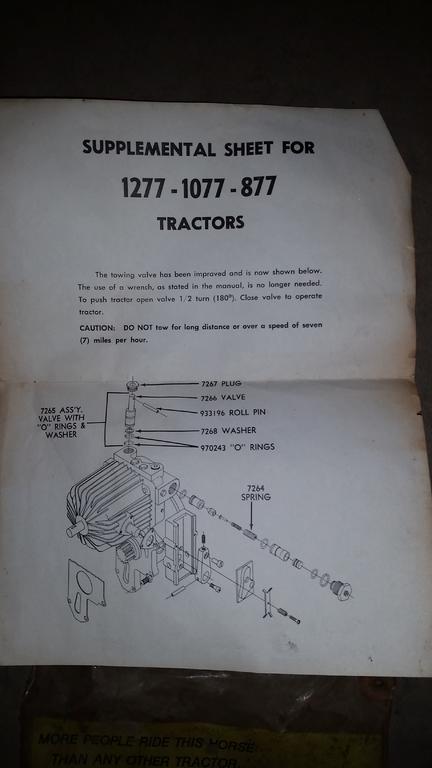 SUPPLEMENTAL SHEET FOR
1277 - 1077 - 877
TRACTORS
The towing valve has been improved and is now shown below.
The use of a wrench, as stated in the manual, is no longer needed.
To push tractor open valve 1/2 turn (180º). Close valve to operate
tractor.
CAUTION: DO NOT tow for long distance or over a speed of seven
(7) miles per hour.
7267 PLUG
7266 VALVE
933196 ROLL PIN
7268 WASHER
970243 "O" RINGS
7265 ASS'Y.
VALVE WITH
"O" RINGS &
WASHER
7264
SPRING
MORE PEOPLE RIDE THIS HORSE
THAN ANY OTHER TRACTOR